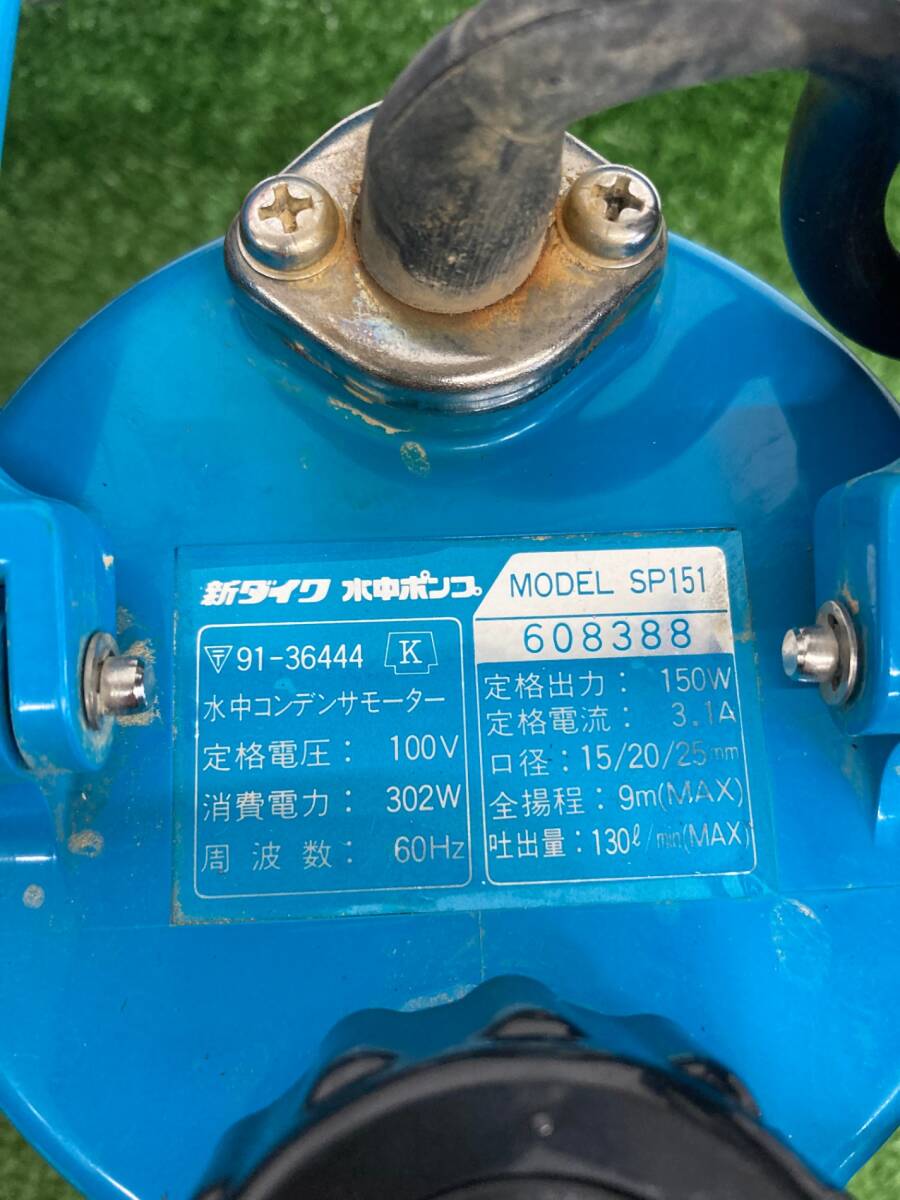 新ダイワ 水中ポンプ
MODEL SP151
608388
〒91-36444 K
水中コンデンサモーター
定格電圧: 100V
消費電力: 302W
周波数: 60Hz
定格出力: 150W
定格電流: 3.1A
口径: 15/20/25mm
全揚程: 9m(MAX)
吐出量: 130ℓ/min(MAX)